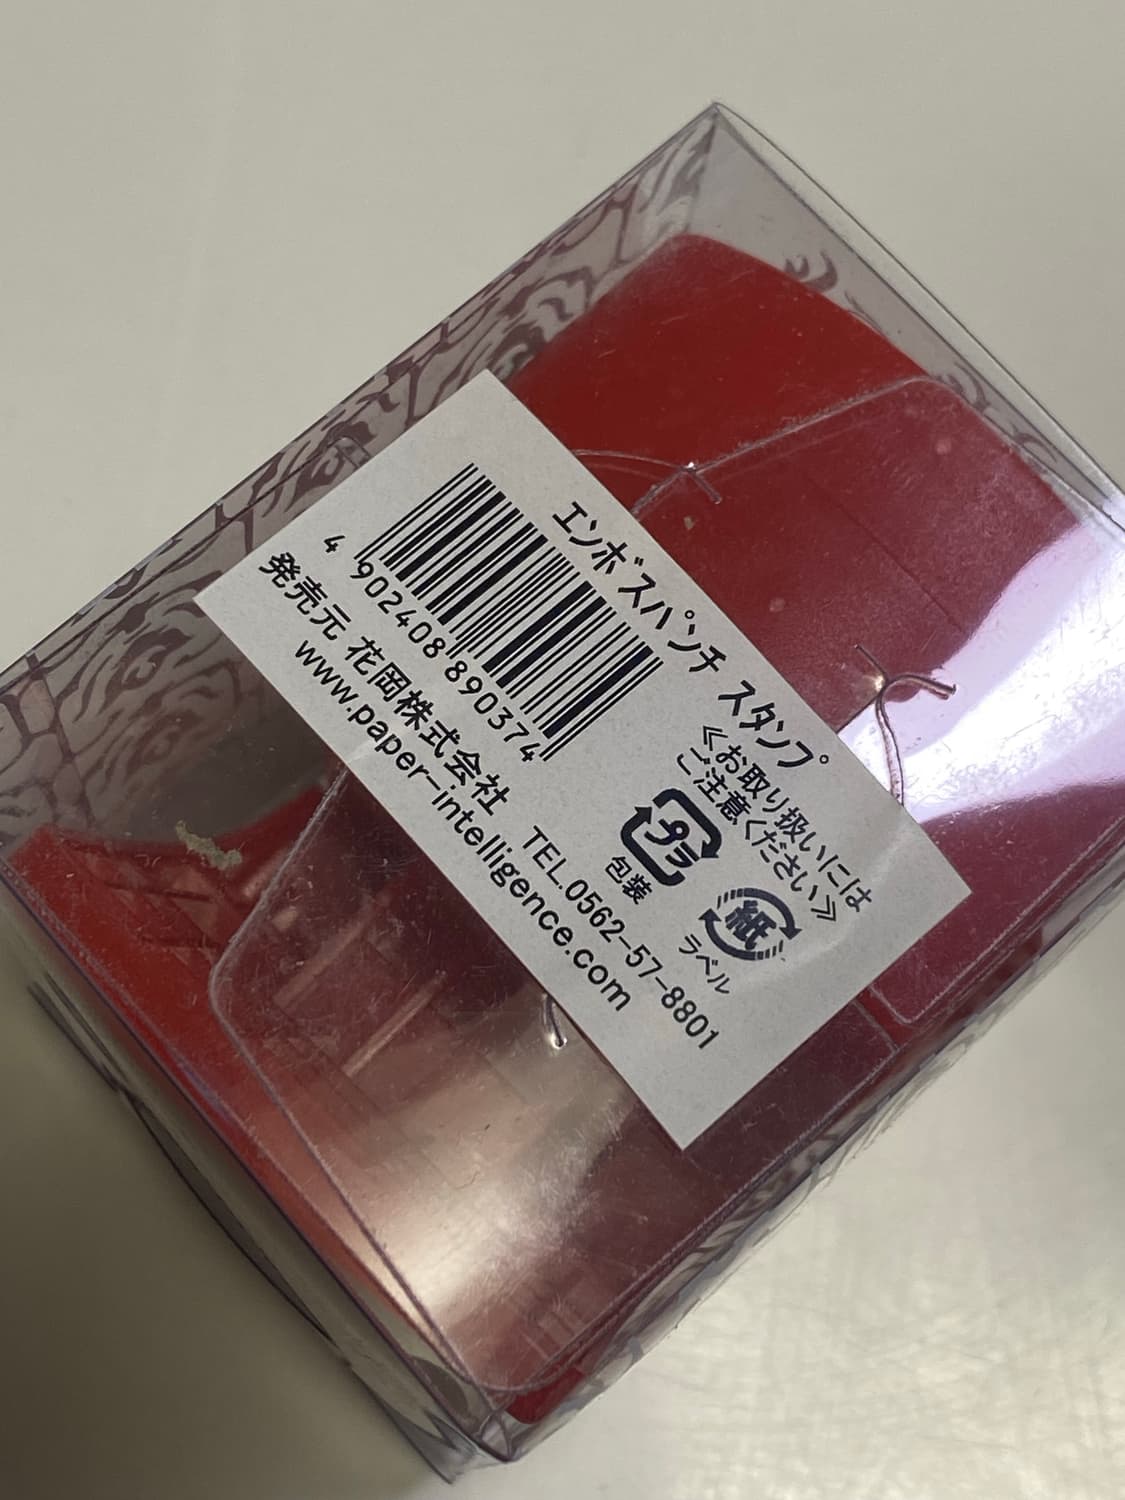 エンボスパンチ スタンプ
4 902408 890374
《お取り扱いには
ご注意ください》
プラ
包装
紙
ラベル
発売元 花岡株式会社 TEL.0562-57-8801
www.paper-intelligence.com